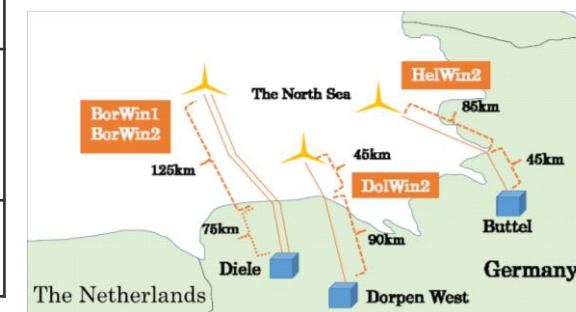 HelWin2
The North Sea
85km
BorWin1
BorWin2
45km
45km
125km
DolWin2
75km
90km
Buttel
Diele
Germany
The Netherlands
Dorpen West